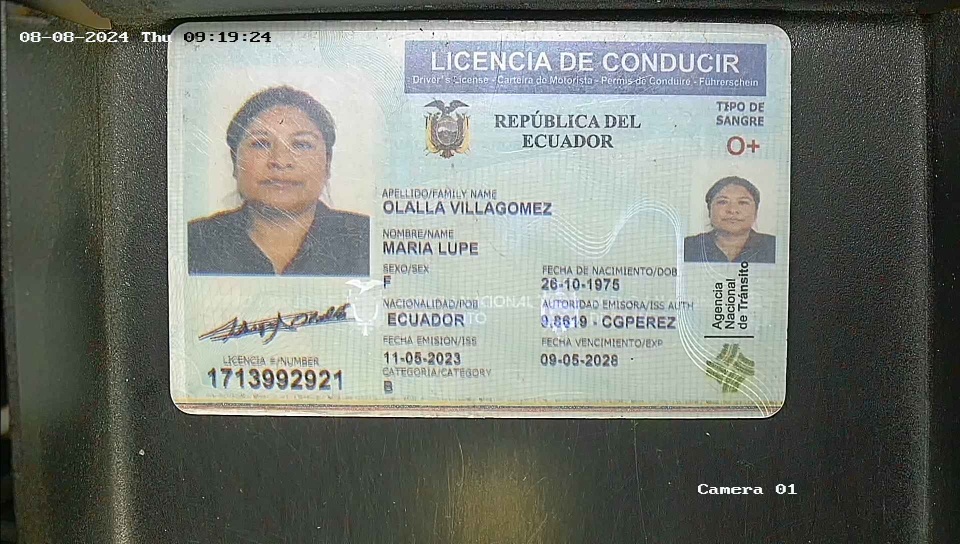 08-08-2024 Thu 09:19:24
LICENCIA DE CONDUCIR
Driver's License - Carteira de Motorista - Permis de Conduire - Führerschein
REPÚBLICA DEL
ECUADOR
TIPO DE
SANGRE
O+
APELLIDO/FAMILY NAME
OLALLA VILLAGOMEZ
NOMBRE/NAME
MARIA LUPE
SEXO/SEX
F
FECHA DE NACIMIENTO/DOB
26-10-1975
NACIONALIDAD/POB
ECUADOR
AUTORIDAD EMISORA/ISS AUTH
CGPEREZ
FECHA EMISION/ISS
11-05-2023
FECHA VENCIMIENTO/EXP
09-05-2028
CATEGORIA/CATEGORY
B
LICENCIA #/NUMBER
1713992921
Agencia
Nacional
de Tránsito
Camera 01